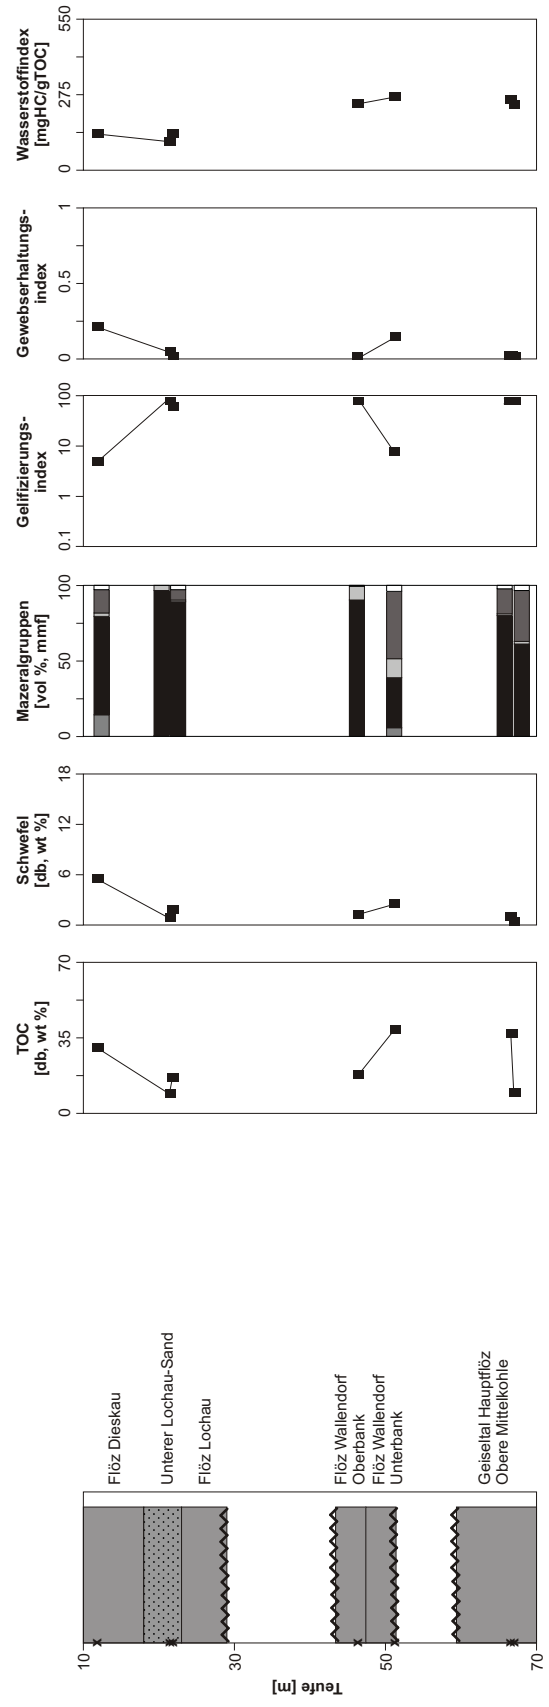 Teufe [m]
10
30
50
70
Flöz Dieskau
Unterer Lochau-Sand
Flöz Lochau
Flöz Wallendorf
Oberbank
Flöz Wallendorf
Unterbank
Geiseltal Hauptflöz
Obere Mittelkohle
TOC
[db, wt %]
0
35
70
Schwefel
[db, wt %]
0
6
12
18
Mazeralgruppen
[vol %, mmf]
0
50
100
Gelifizierungs-
index
0.1
1
10
100
Gewebserhaltungs-
index
0
0.5
1
Wasserstoffindex
[mgHC/gTOC]
0
275
550